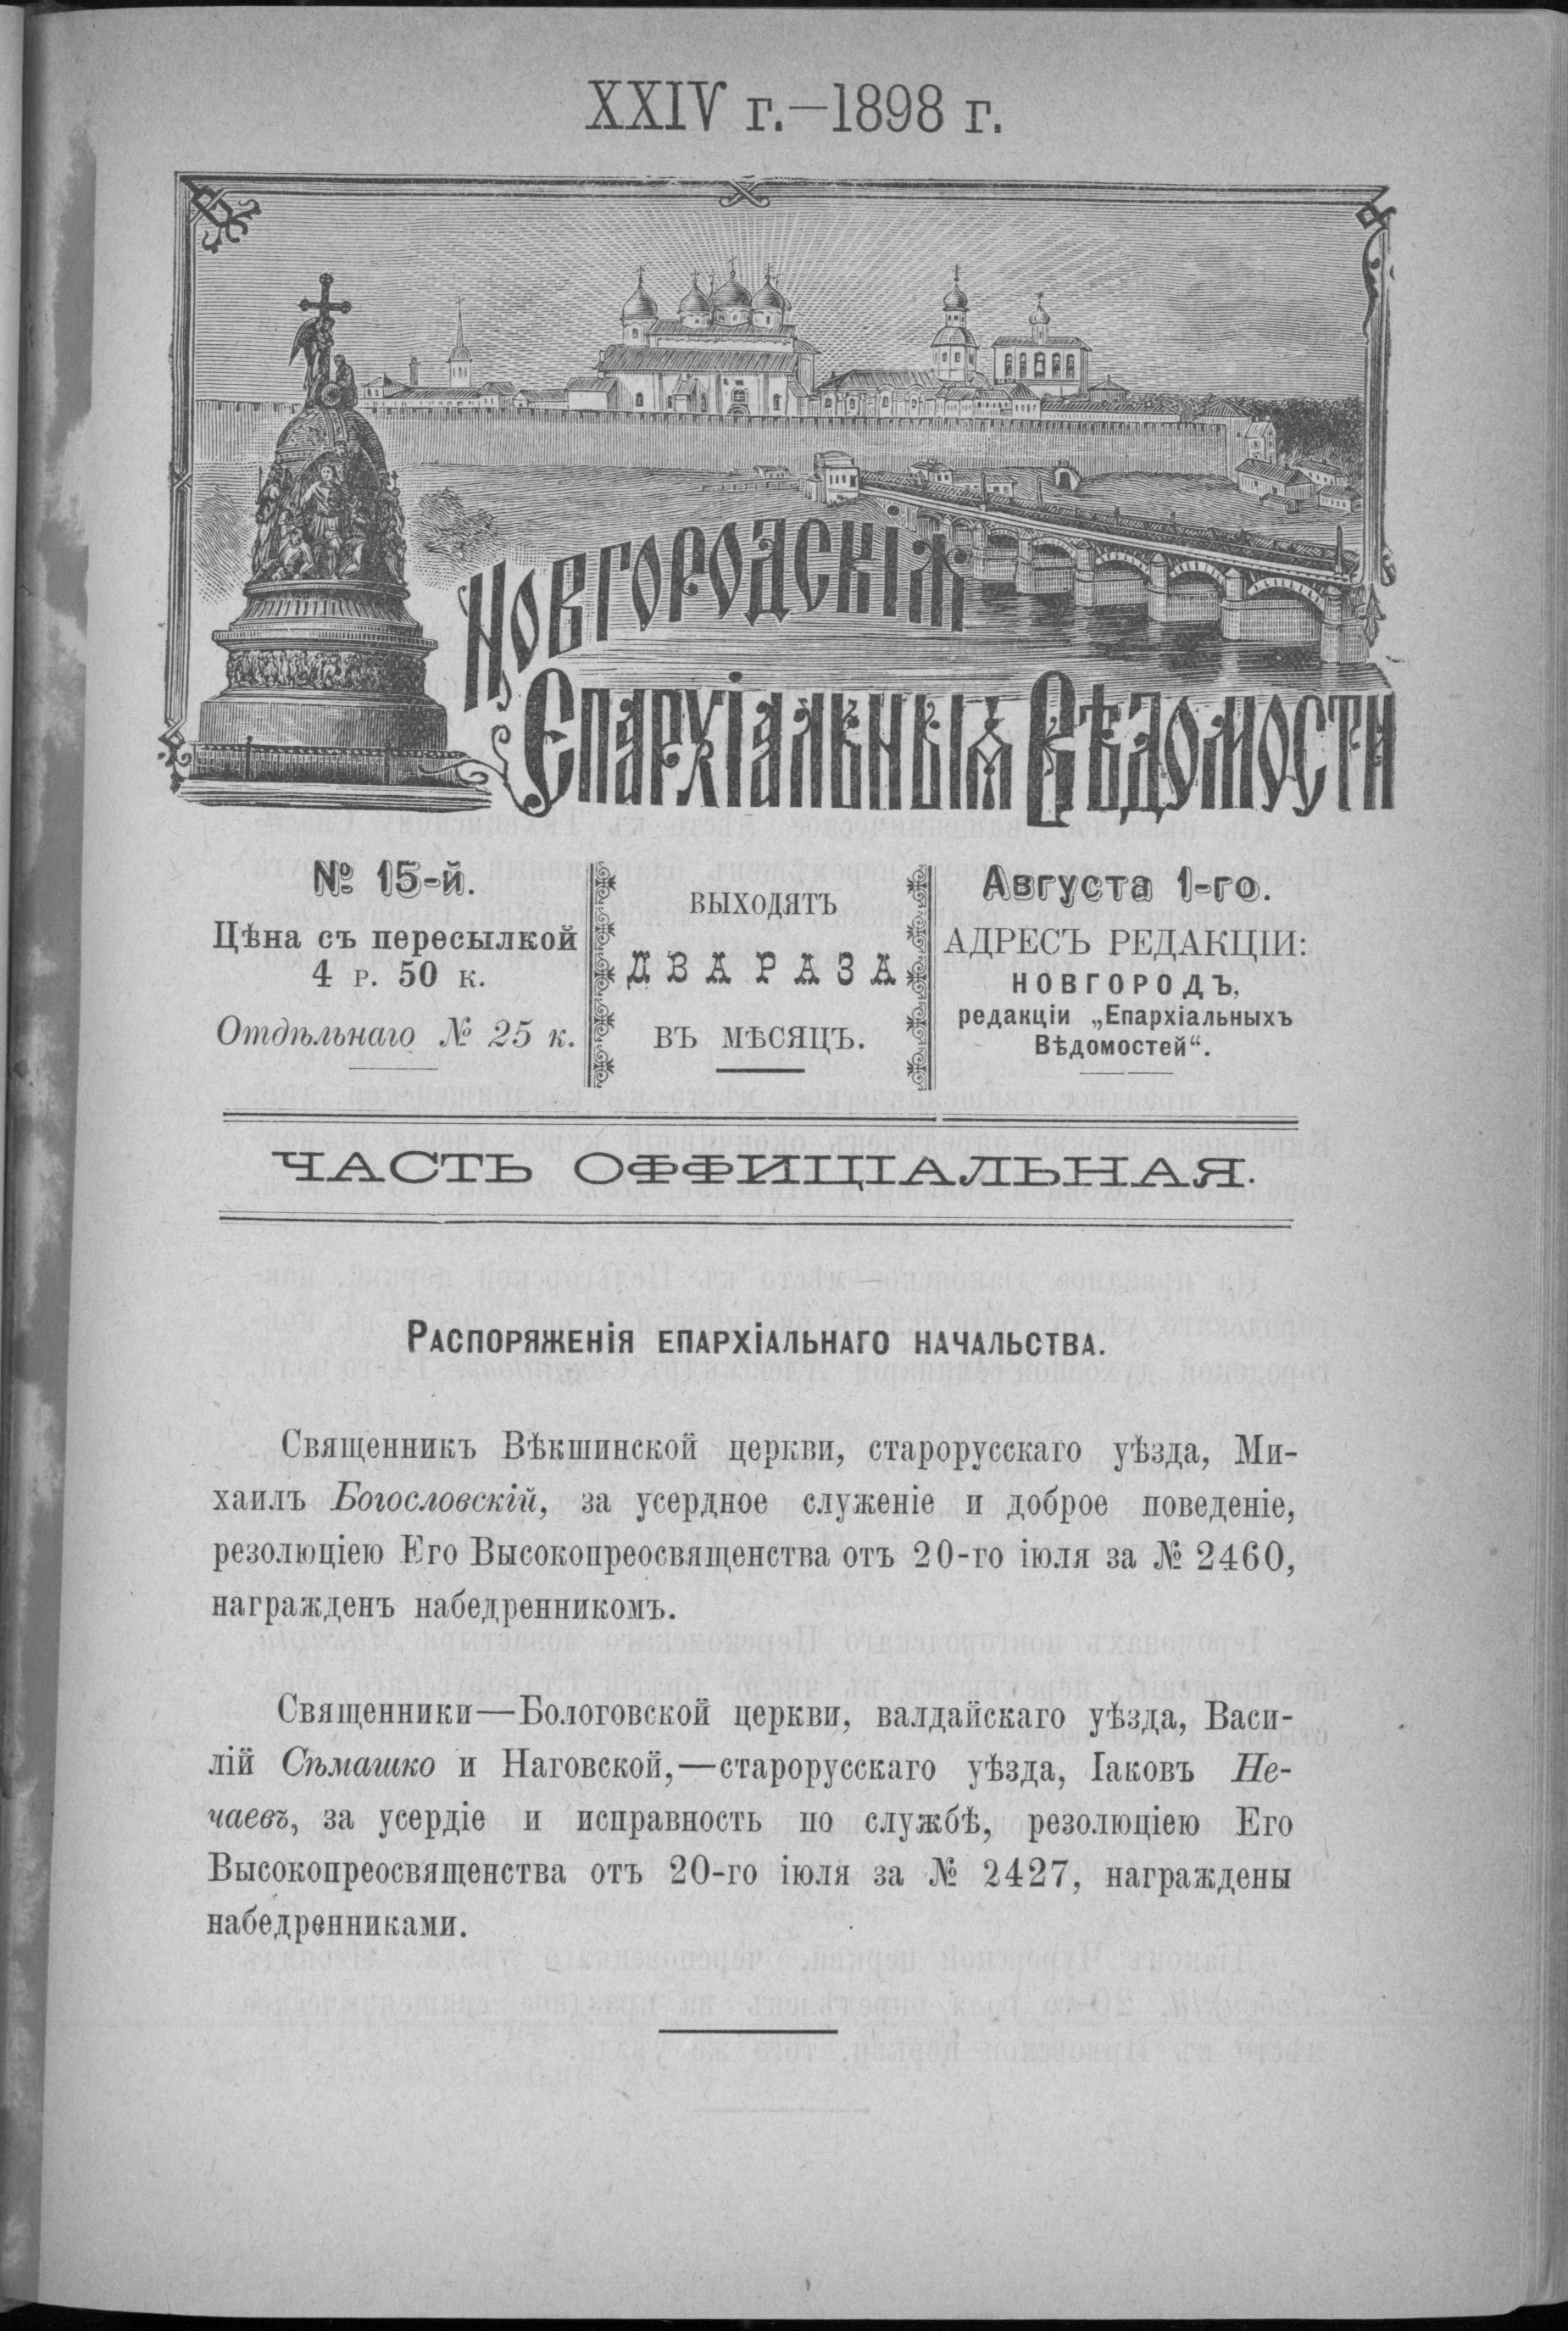 XXIV г.—1898 г.
Новгородскія
Епархіальныя Вѣдомости
№ 15-й.
Цѣна съ пересылкой
4 р. 50 к.
Отдѣльнаго № 25 к.
ВЫХОДЯТЪ
ДВА РАЗА
ВЪ МѢСЯЦЪ.
Августа 1-го.
АДРЕСЪ РЕДАКЦІИ:
НОВГОРОДЪ,
редакціи „Епархіальныхъ
Вѣдомостей“.
ЧАСТЬ ОФФИЦІАЛЬНАЯ.
Распоряженія епархіальнаго начальства.
Священникъ Вѣкшинской церкви, старорусскаго уѣзда, Ми-
хаилъ Богословскій, за усердное служеніе и доброе поведеніе,
резолюціею Его Высокопреосвященства отъ 20-го іюля за № 2460,
награжденъ набедренникомъ.
Священники—Бологовской церкви, валдайскаго уѣзда, Васи-
лій Сѣмашко и Наговской,—старорусскаго уѣзда, Іаковъ Не-
чаевъ, за усердіе и исправность по службѣ, резолюціею Его
Высокопреосвященства отъ 20-го іюля за № 2427, награждены
набедренниками.